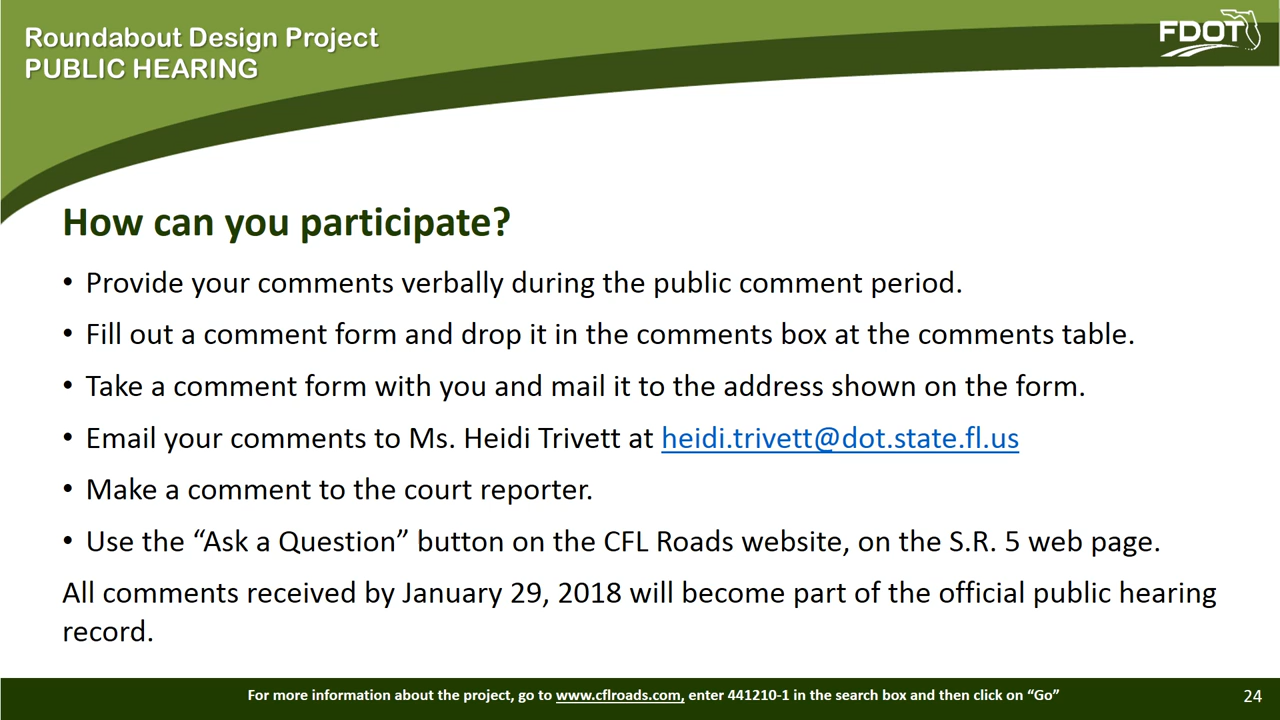 Roundabout Design Project
PUBLIC HEARING
FDOT
How can you participate?
• Provide your comments verbally during the public comment period.
• Fill out a comment form and drop it in the comments box at the comments table.
• Take a comment form with you and mail it to the address shown on the form.
• Email your comments to Ms. Heidi Trivett at heidi.trivett@dot.state.fl.us
• Make a comment to the court reporter.
• Use the “Ask a Question” button on the CFL Roads website, on the S.R. 5 web page.
All comments received by January 29, 2018 will become part of the official public hearing
record.
For more information about the project, go to www.cflroads.com, enter 441210-1 in the search box and then click on “Go”
24